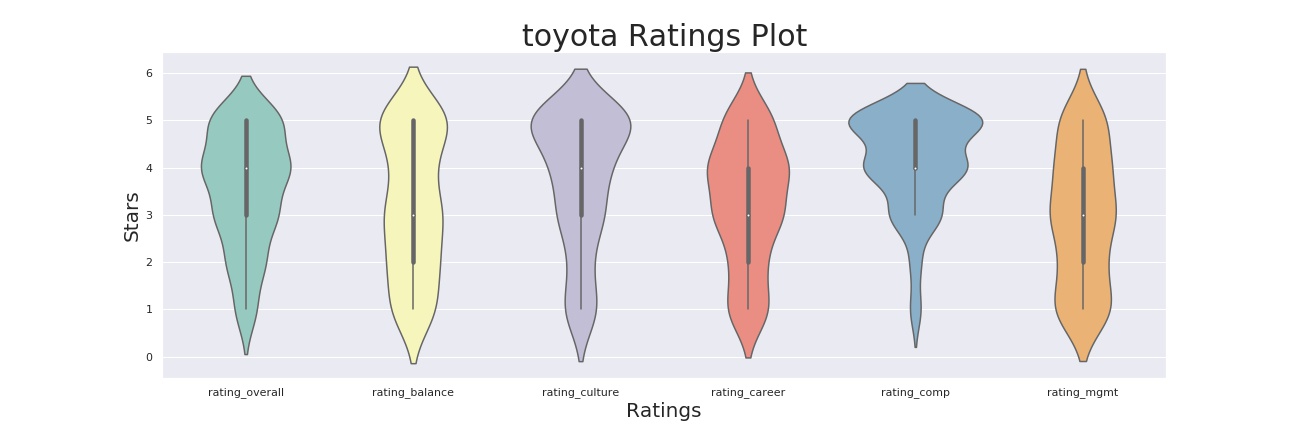 toyota Ratings Plot
Stars
6
5
4
3
2
1
0
rating_overall rating_balance rating_culture rating_career rating_comp rating_mgmt
Ratings